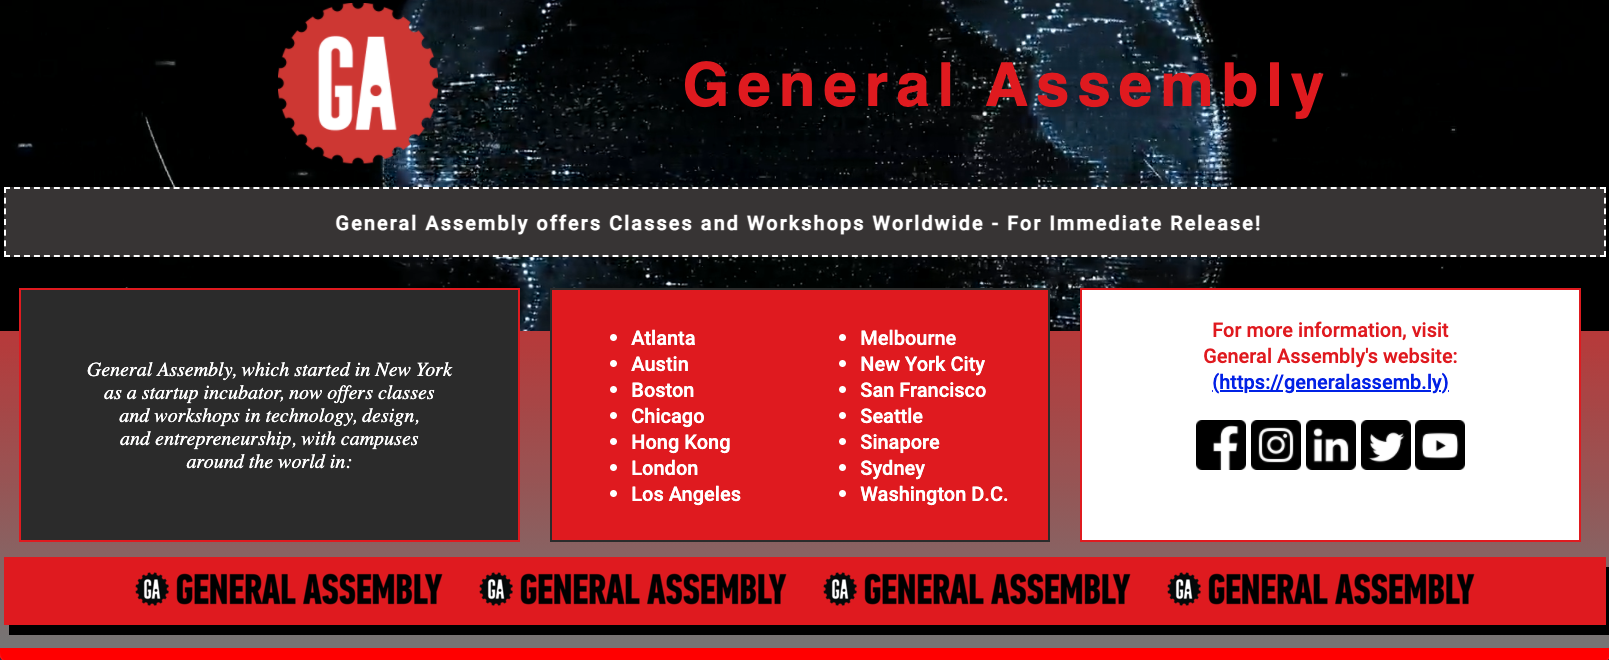 GA
General Assembly
General Assembly offers Classes and Workshops Worldwide - For Immediate Release!
General Assembly, which started in New York
as a startup incubator, now offers classes
and workshops in technology, design,
and entrepreneurship, with campuses
around the world in:
Atlanta
Austin
Boston
Chicago
Hong Kong
London
Los Angeles
Melbourne
New York City
San Francisco
Seattle
Sinapore
Sydney
Washington D.C.
For more information, visit
General Assembly's website:
(https://generalassemb.ly)
GA GENERAL ASSEMBLY GA GENERAL ASSEMBLY GA GENERAL ASSEMBLY GA GENERAL ASSEMBLY